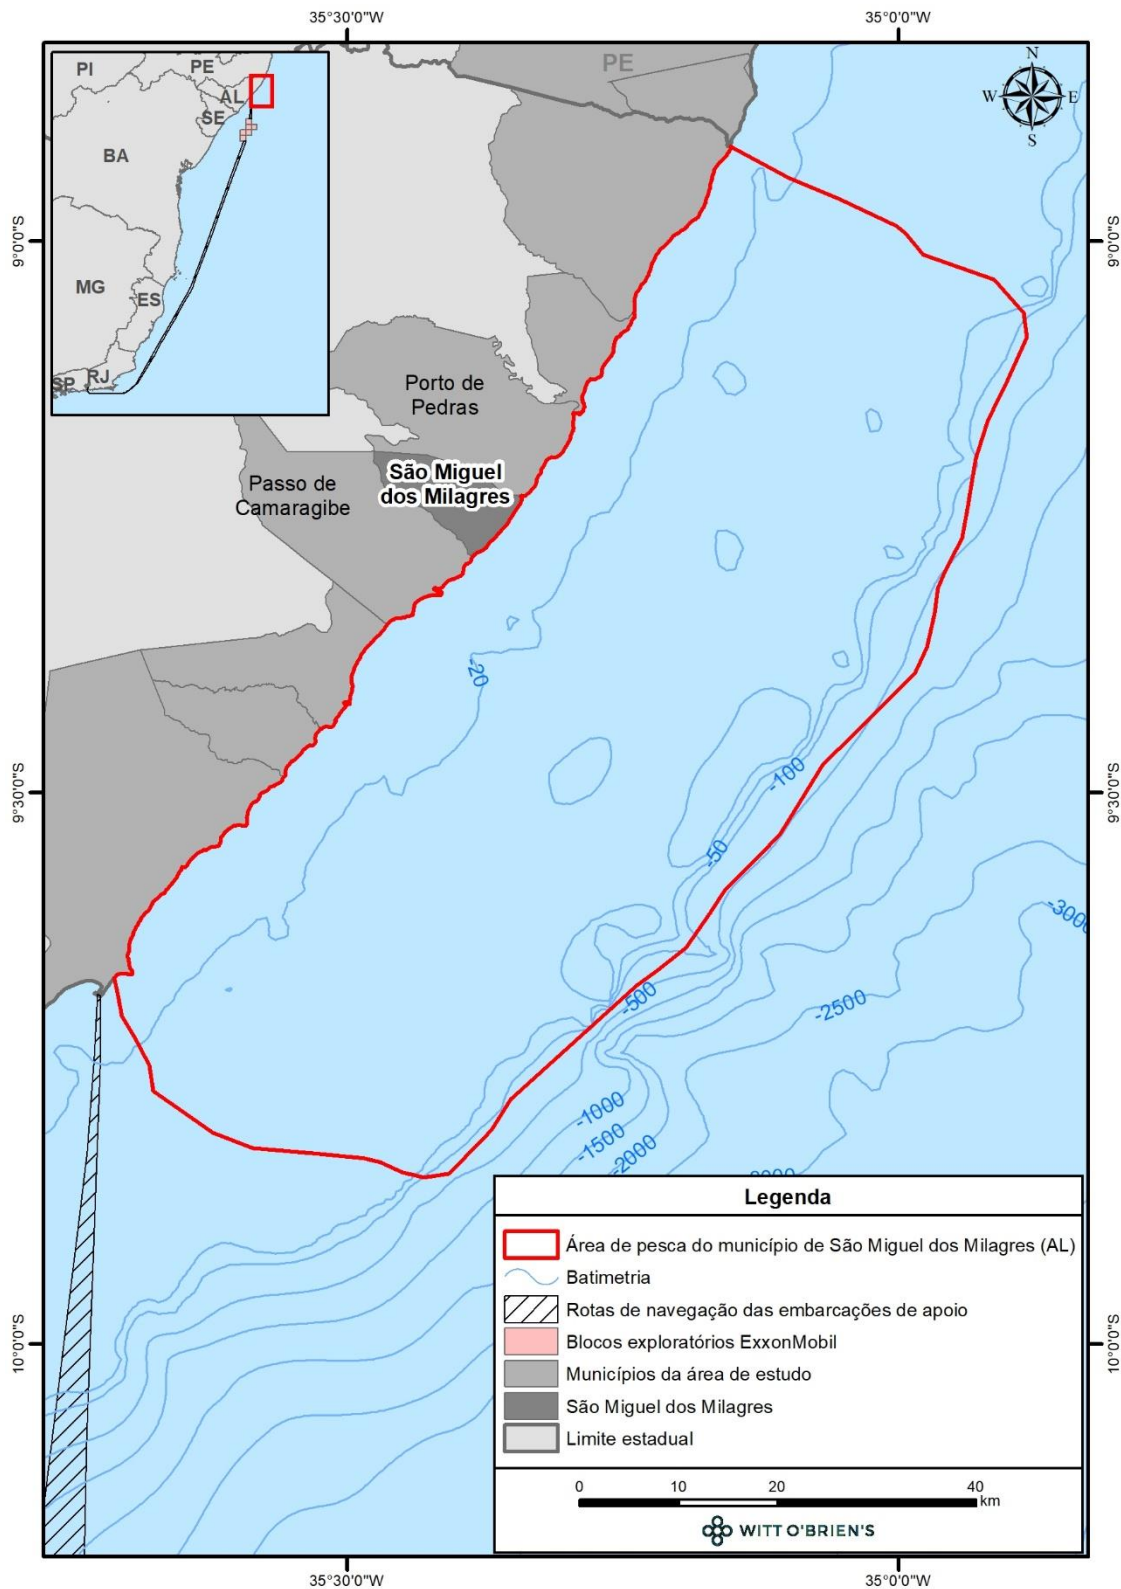 35°30'0"W
35°0'0"W
PI
PE
AL
SE
BA
MG
ES
SP
RJ
PE
N
W
E
S
9°0'0"S
9°0'0"S
Porto de
Pedras
São Miguel
dos Milagres
Passo de
Camaragibe
-20
-100
9°30'0"S
9°30'0"S
-50
-3000
-500
-2500
-1000
-1500
-2000
Legenda
Área de pesca do município de São Miguel dos Milagres (AL)
Batimetria
Rotas de navegação das embarcações de apoio
Blocos exploratórios ExxonMobil
Municípios da área de estudo
São Miguel dos Milagres
Limite estadual
10°0'0"S
10°0'0"S
0 10 20 40
km
WITT O'BRIEN'S
35°30'0"W
35°0'0"W